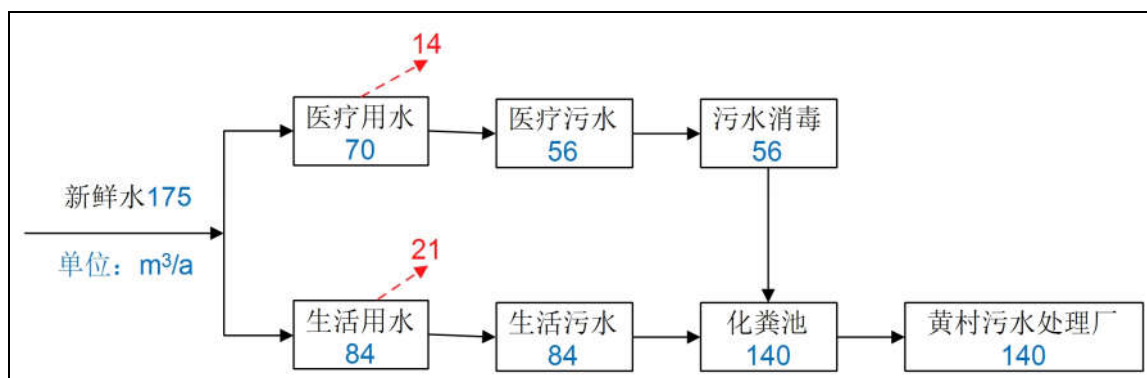 14
医疗用水
70
医疗污水
56
污水消毒
56
新鲜水175
单位：m³/a
21
生活用水
84
生活污水
84
化粪池
140
黄村污水处理厂
140